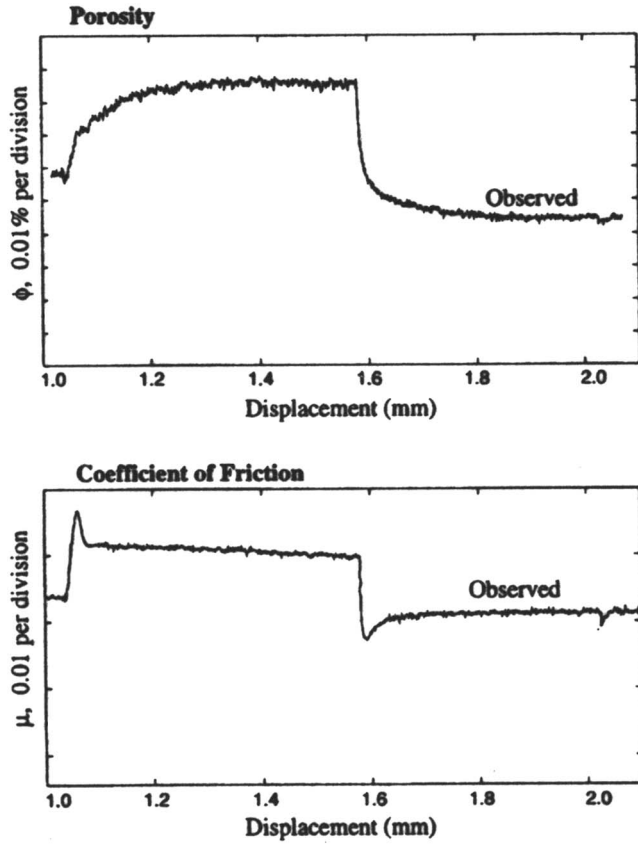 Porosity
ϕ, 0.01% per division
Observed
1.0 1.2 1.4 1.6 1.8 2.0
Displacement (mm)
Coefficient of Friction
μ, 0.01 per division
Observed
1.0 1.2 1.4 1.6 1.8 2.0
Displacement (mm)